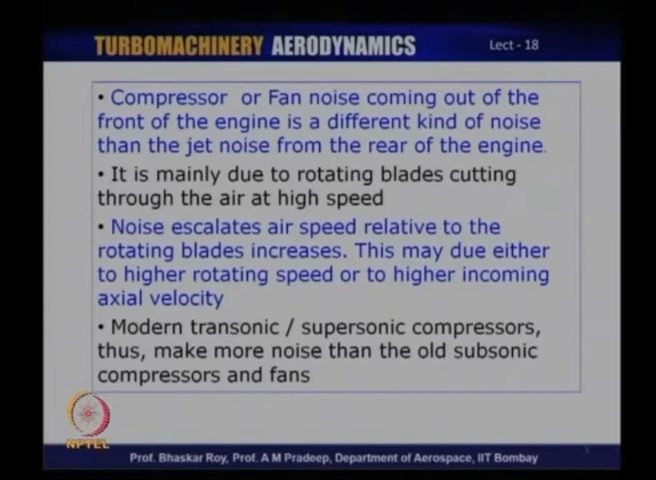 TURBOMACHINERY AERODYNAMICS
Lect - 18
• Compressor or Fan noise coming out of the
front of the engine is a different kind of noise
than the jet noise from the rear of the engine.
• It is mainly due to rotating blades cutting
through the air at high speed
• Noise escalates air speed relative to the
rotating blades increases. This may due either
to higher rotating speed or to higher incoming
axial velocity
• Modern transonic / supersonic compressors,
thus, make more noise than the old subsonic
compressors and fans
NPTEL
Prof. Bhaskar Roy, Prof. A M Pradeep, Department of Aerospace, IIT Bombay